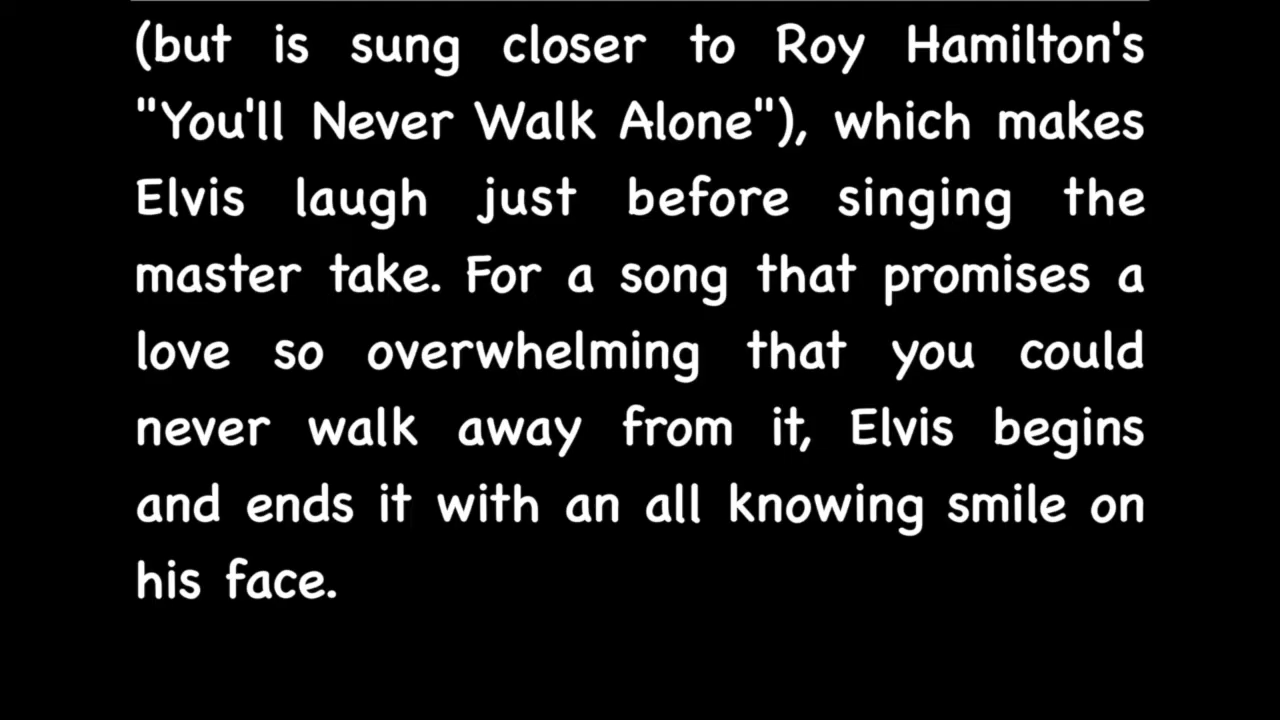 (but is sung closer to Roy Hamilton's
"You'll Never Walk Alone"), which makes
Elvis laugh just before singing the
master take. For a song that promises a
love so overwhelming that you could
never walk away from it, Elvis begins
and ends it with an all knowing smile on
his face.